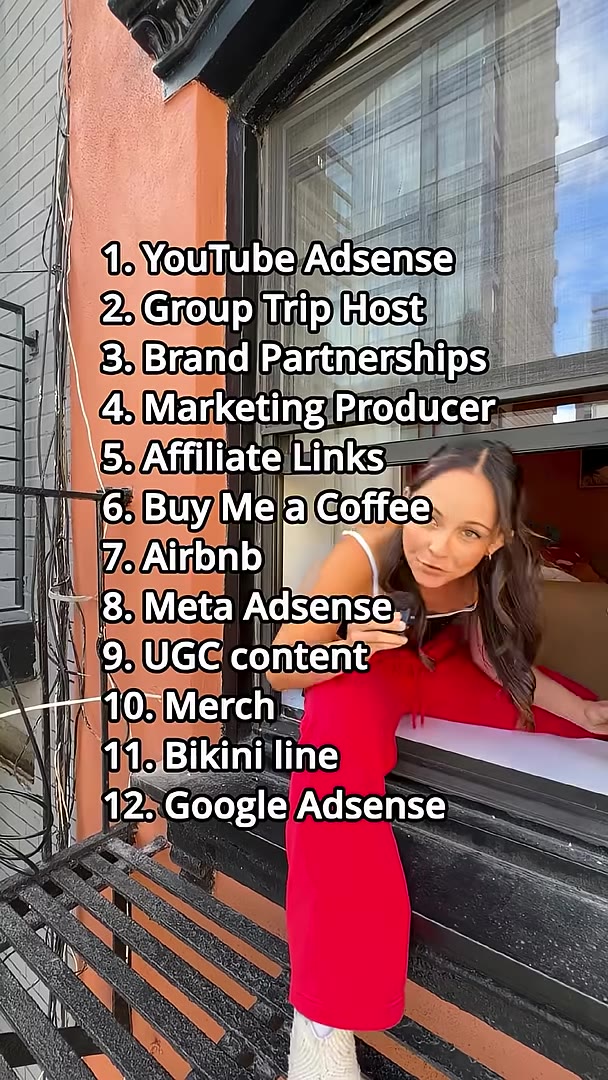 1. YouTube Adsense
2. Group Trip Host
3. Brand Partnerships
4. Marketing Producer
5. Affiliate Links
6. Buy Me a Coffee
7. Airbnb
8. Meta Adsense
9. UGC content
10. Merch
11. Bikini line
12. Google Adsense